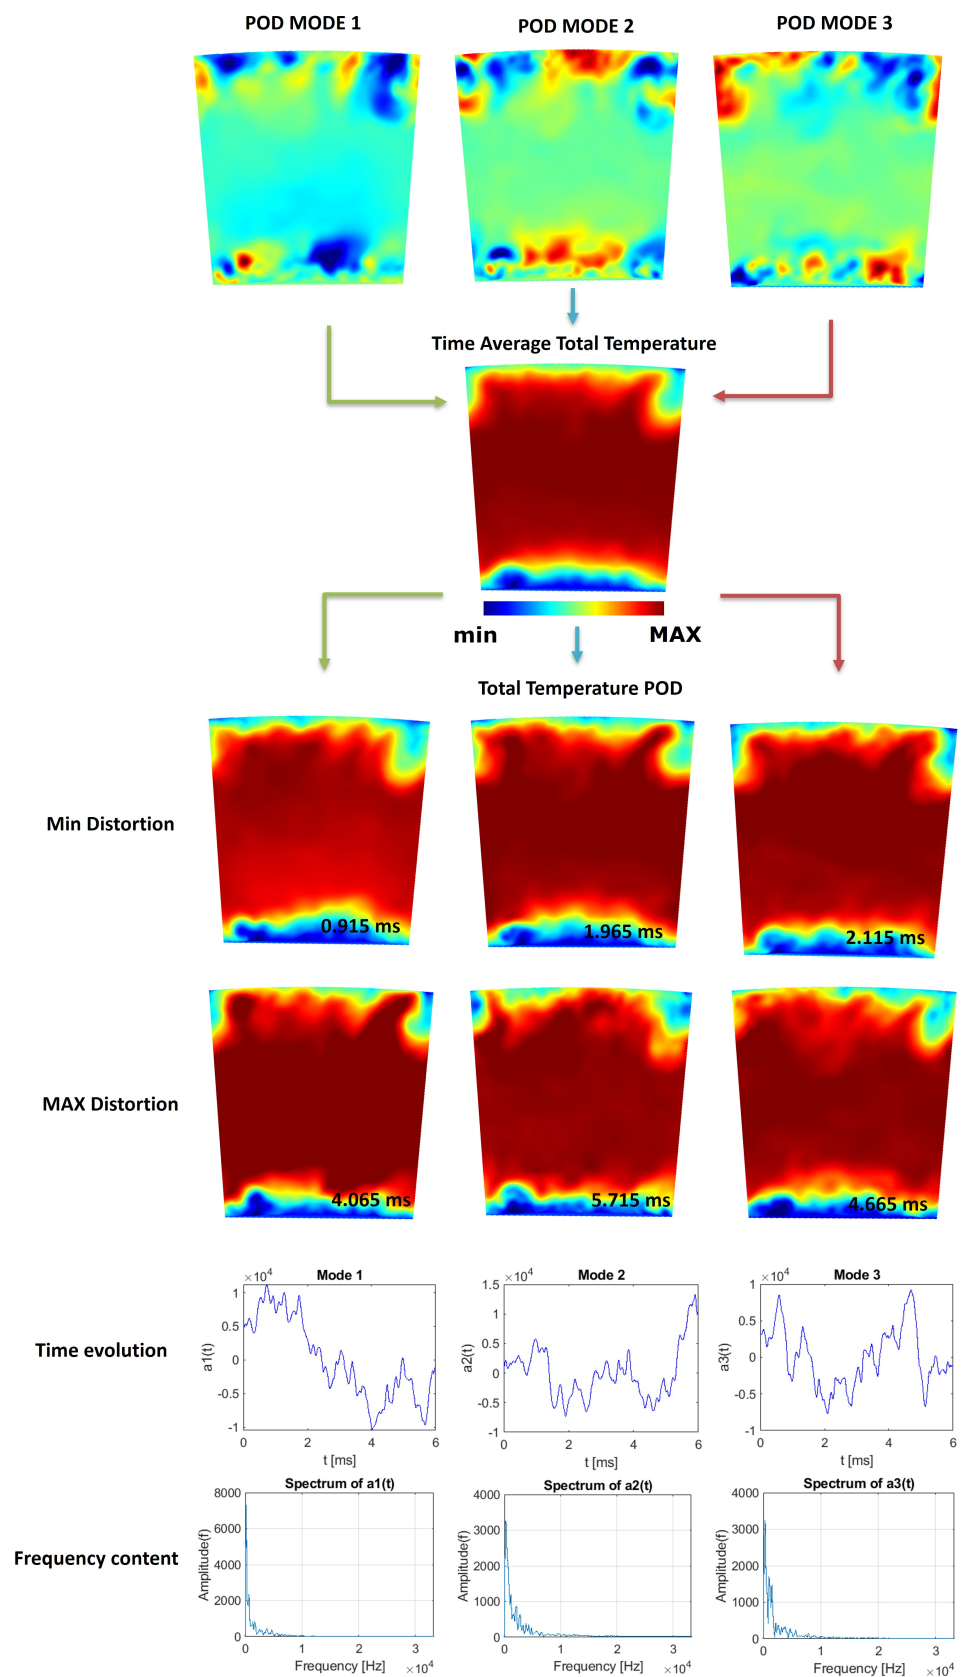 POD MODE 1
POD MODE 2
POD MODE 3
Time Average Total Temperature
min MAX
Total Temperature POD
Min Distortion
0.915 ms
1.965 ms
2.115 ms
MAX Distortion
4.065 ms
5.715 ms
4.665 ms
Time evolution
×10⁴
Mode 1
1
0.5
0
-0.5
-1
a1(t)
0 2 4 6
t [ms]
×10⁴
Mode 2
1.5
1
0.5
0
-0.5
-1
a2(t)
0 2 4 6
t [ms]
×10⁴
Mode 3
1
0.5
0
-0.5
-1
a3(t)
0 2 4 6
t [ms]
Frequency content
Spectrum of a1(t)
8000
6000
4000
2000
0
Amplitude(f)
0 1 2 3
Frequency [Hz] ×10⁴
Spectrum of a2(t)
4000
3000
2000
1000
0
Amplitude(f)
0 1 2 3
Frequency [Hz] ×10⁴
Spectrum of a3(t)
4000
3000
2000
1000
0
Amplitude(f)
0 1 2 3
Frequency [Hz] ×10⁴